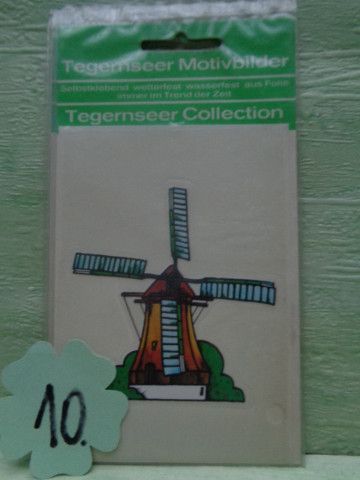 Tegernseer Motivbilder
Selbstklebend wetterfest wasserfest aus Folie
immer im Trend der Zeit
Tegernseer Collection
10.